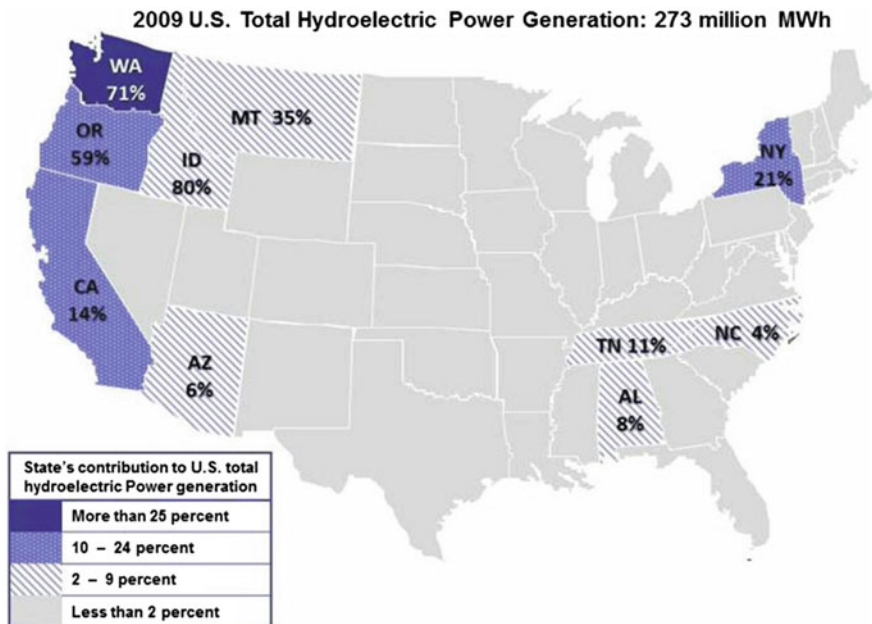 2009 U.S. Total Hydroelectric Power Generation: 273 million MWh
WA
71%
OR
59%
MT 35%
ID
80%
NY
21%
CA
14%
AZ
6%
TN 11%
NC 4%
AL
8%
State's contribution to U.S. total
hydroelectric Power generation
More than 25 percent
10 – 24 percent
2 – 9 percent
Less than 2 percent